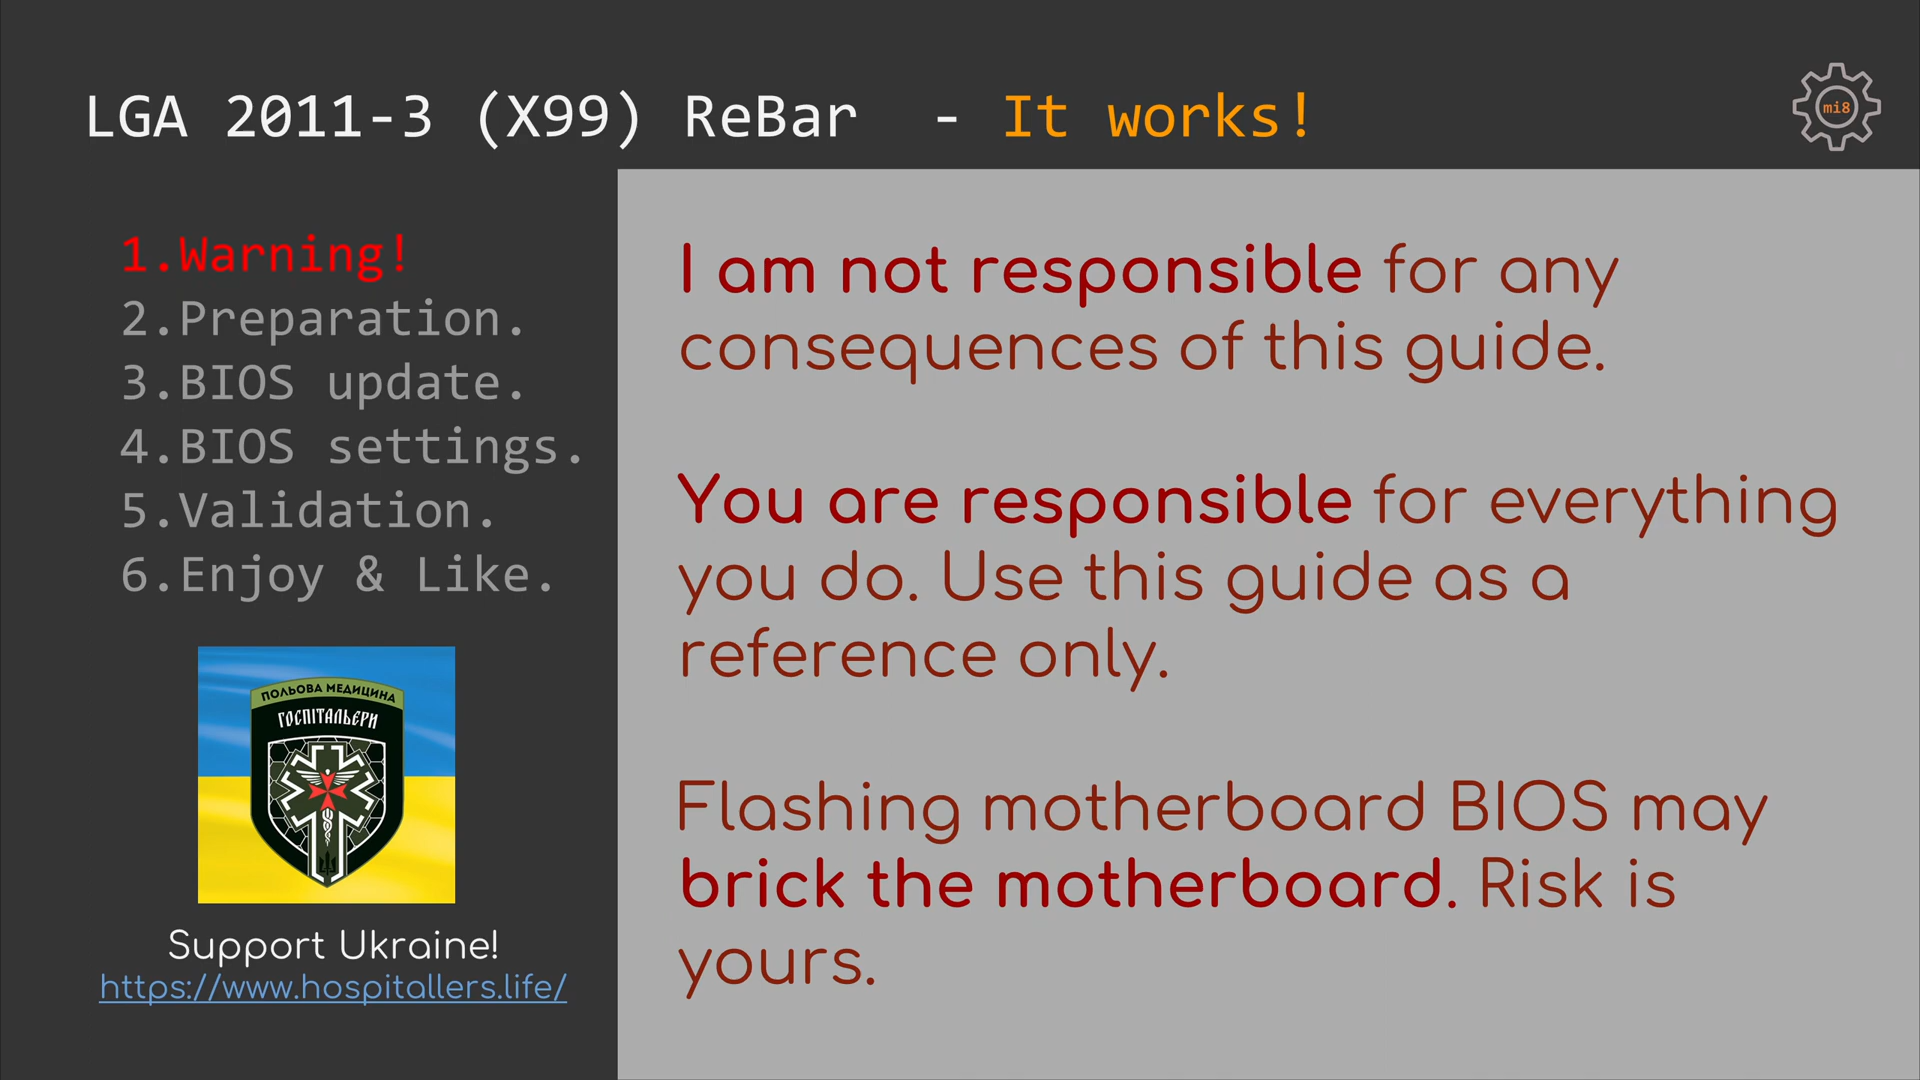 LGA 2011-3 (X99) ReBar - It works!
mi8
1.Warning!
2.Preparation.
3.BIOS update.
4.BIOS settings.
5.Validation.
6.Enjoy & Like.
ПОЛЬОВА МЕДИЦИНА
ГОСПІТАЛЬЄРИ
Support Ukraine!
https://www.hospitallers.life/
I am not responsible for any
consequences of this guide.
You are responsible for everything
you do. Use this guide as a
reference only.
Flashing motherboard BIOS may
brick the motherboard. Risk is
yours.